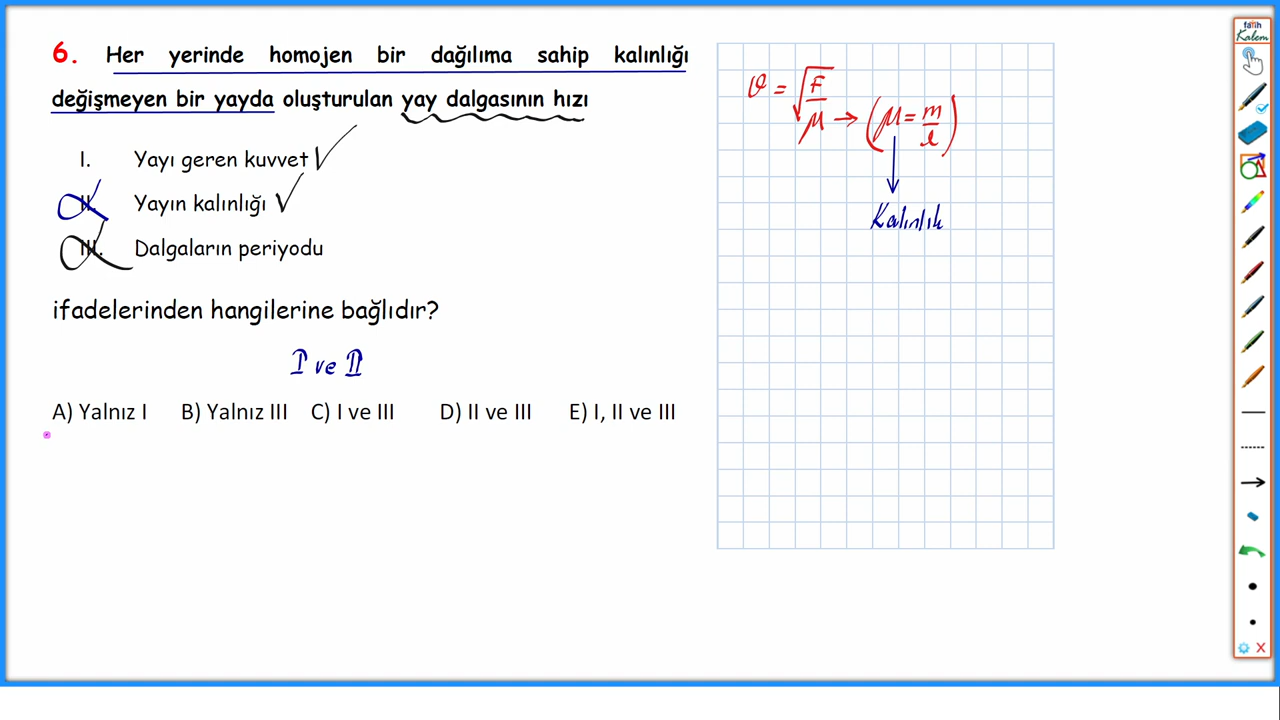 6. Her yerinde homojen bir dağılıma sahip kalınlığı
değişmeyen bir yayda oluşturulan yay dalgasının hızı
I. Yayı geren kuvvet
II. Yayın kalınlığı
III. Dalgaların periyodu
ifadelerinden hangilerine bağlıdır?
I ve II
A) Yalnız I B) Yalnız III C) I ve III D) II ve III E) I, II ve III
ϑ = √(F/μ) → (μ = m/l)
Kalınlık
fatih
Kalem